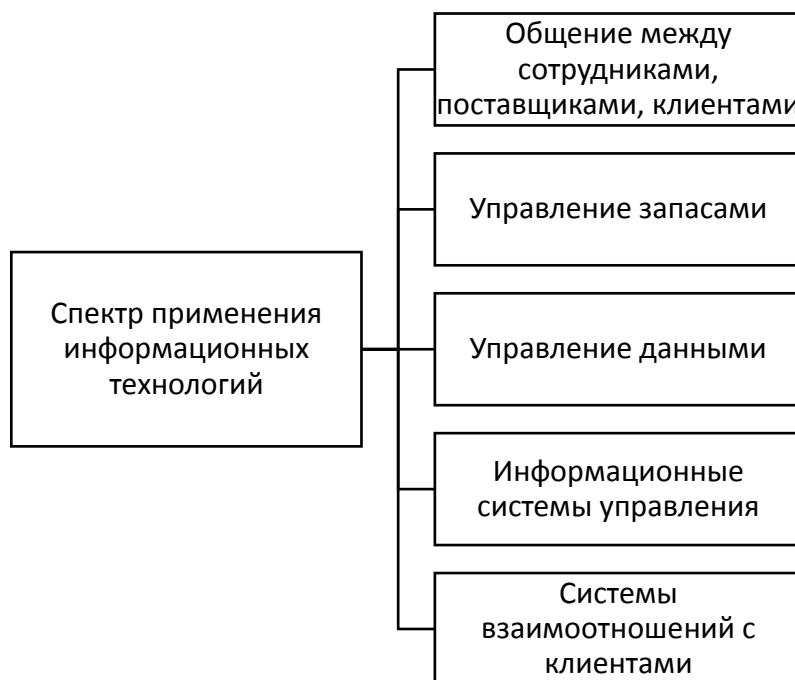 Общение между
сотрудниками,
поставщиками, клиентами
Управление запасами
Спектр применения
информационных
технологий
Управление данными
Информационные
системы управления
Системы
взаимоотношений с
клиентами